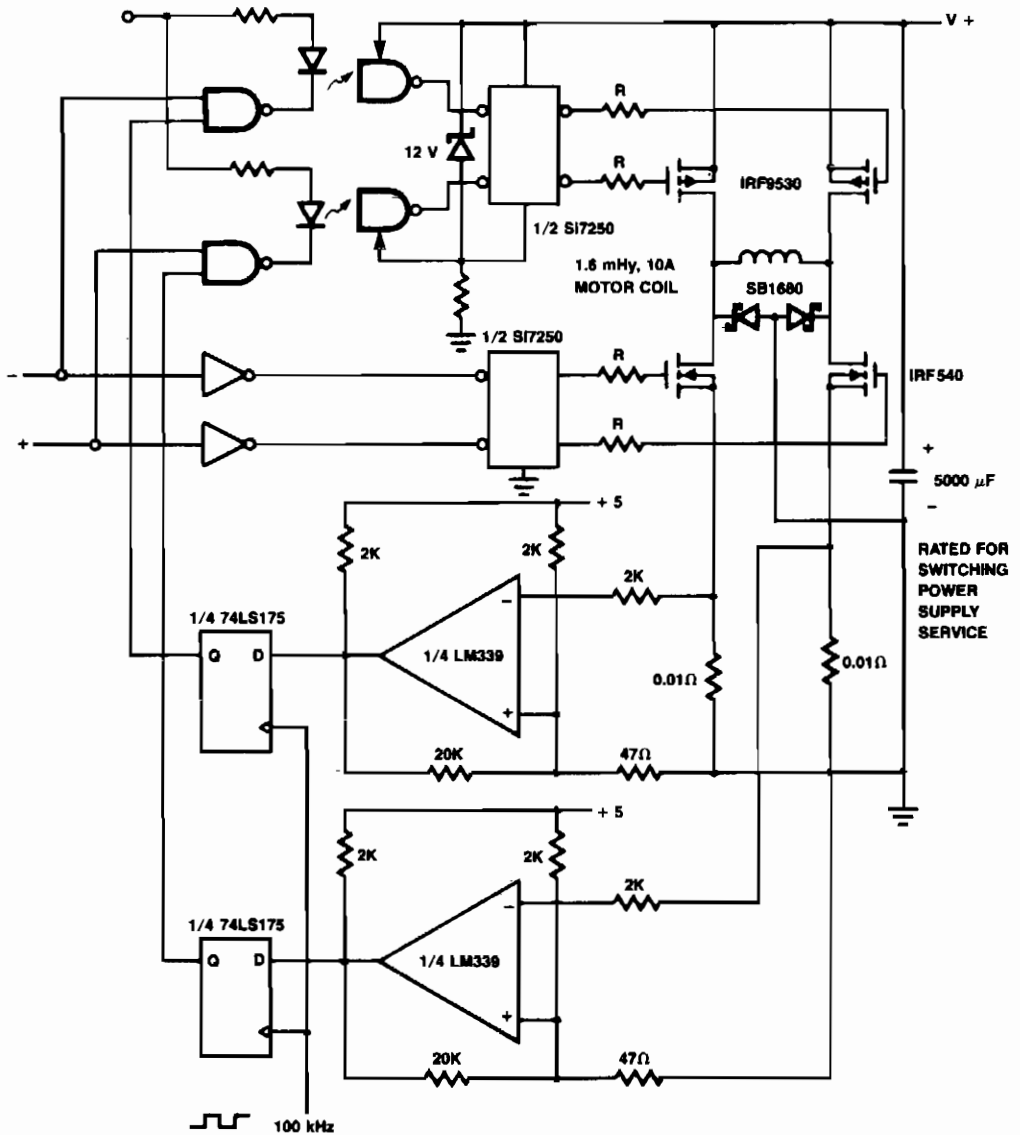 V +
R
12 V
R
IRF9530
1/2 Si7250
1.6 mHy, 10A
MOTOR COIL
SB1680
1/2 Si7250
–
R
IRF540
+
R
+
5000 µF
–
+ 5
RATED FOR
SWITCHING
POWER
SUPPLY
SERVICE
2K
2K
2K
–
1/4 74LS175
Q D
1/4 LM339
0.01Ω
0.01Ω
+
20K
47Ω
+ 5
2K
2K
2K
–
1/4 74LS175
Q D
1/4 LM339
+
20K
47Ω
100 kHz